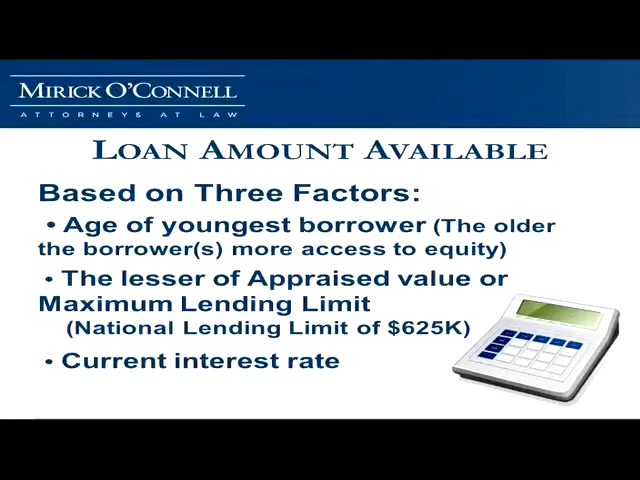 MIRICK O'CONNELL
ATTORNEYS AT LAW
LOAN AMOUNT AVAILABLE
Based on Three Factors:
• Age of youngest borrower (The older
the borrower(s) more access to equity)
• The lesser of Appraised value or
Maximum Lending Limit
(National Lending Limit of $625K)
• Current interest rate